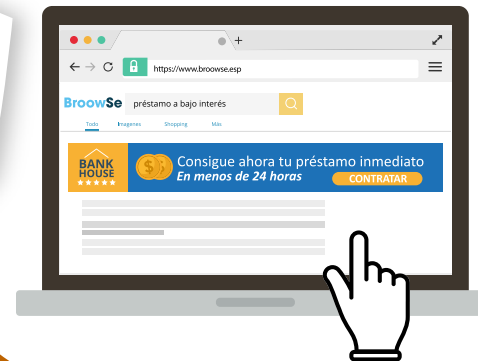 https://www.broowse.esp
BroowSe préstamo a bajo interés
Todo Imagenes Shopping Más
BANK HOUSE
Consigue ahora tu préstamo inmediato
En menos de 24 horas
CONTRATAR